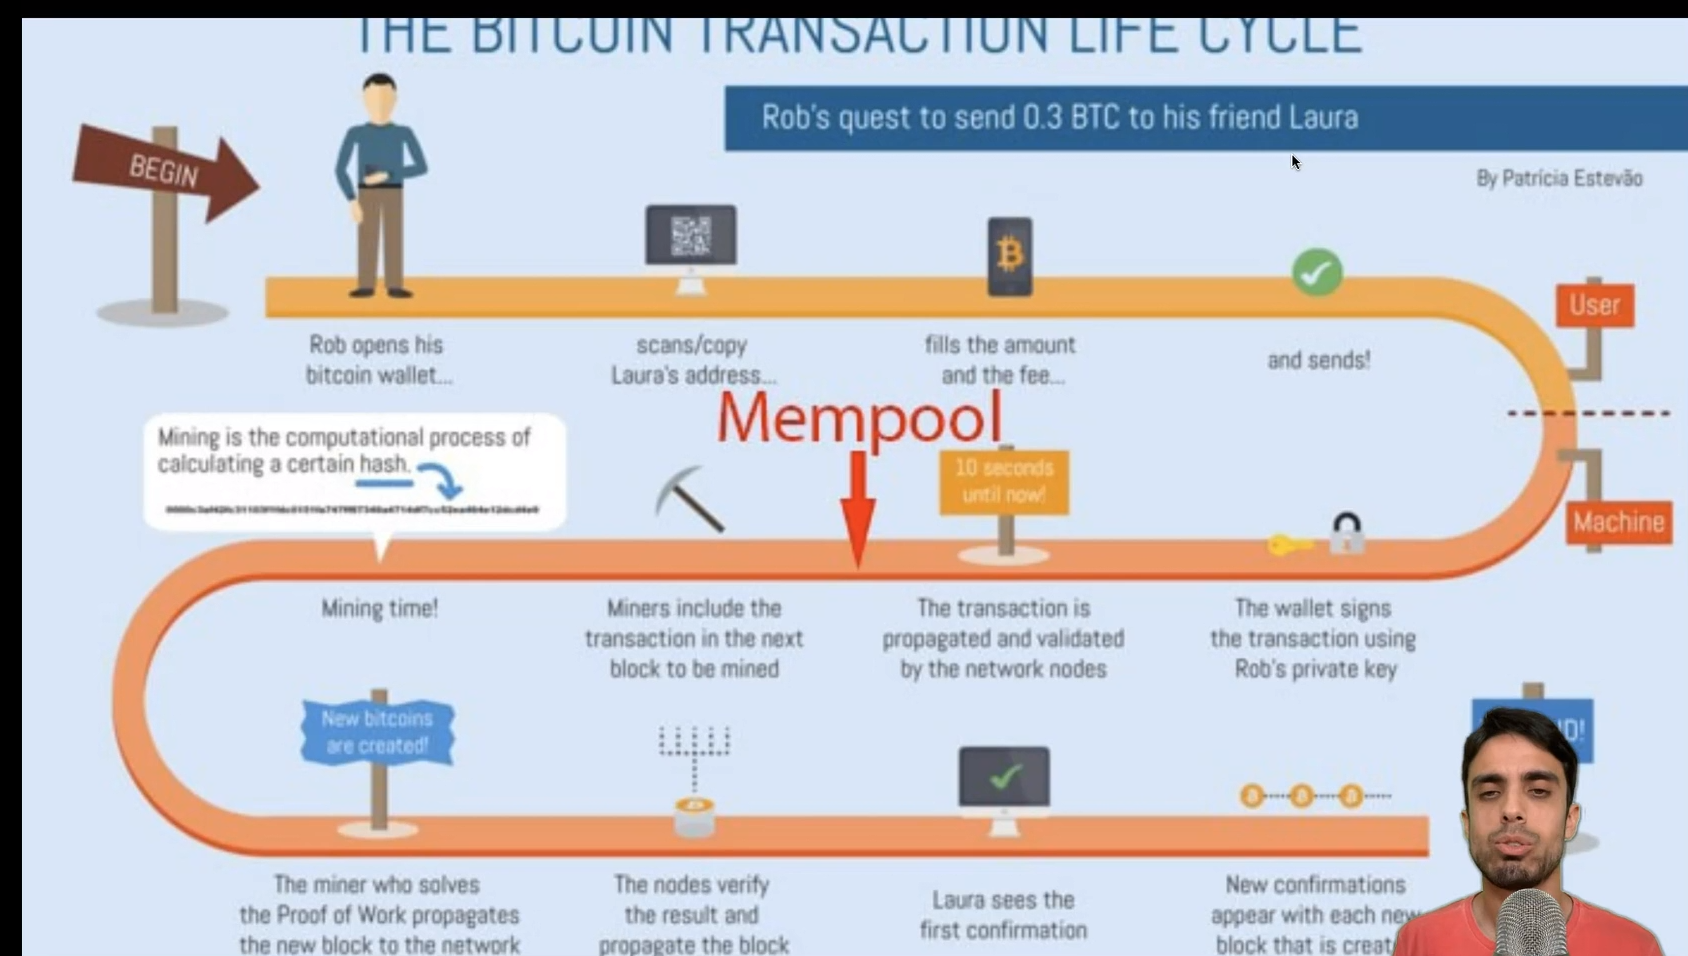 THE BITCOIN TRANSACTION LIFE CYCLE
Rob's quest to send 0.3 BTC to his friend Laura
By Patrícia Estevão
BEGIN
Rob opens his
bitcoin wallet...
scans/copy
Laura's address...
fills the amount
and the fee...
and sends!
User
Machine
Mempool
Mining is the computational process of
calculating a certain hash.
10 seconds
until now!
The wallet signs
the transaction using
Rob's private key
The transaction is
propagated and validated
by the network nodes
Miners include the
transaction in the next
block to be mined
Mining time!
New bitcoins
are created!
The miner who solves
the Proof of Work propagates
the new block to the network
The nodes verify
the result and
propagate the block
Laura sees the
first confirmation
New confirmations
appear with each new
block that is